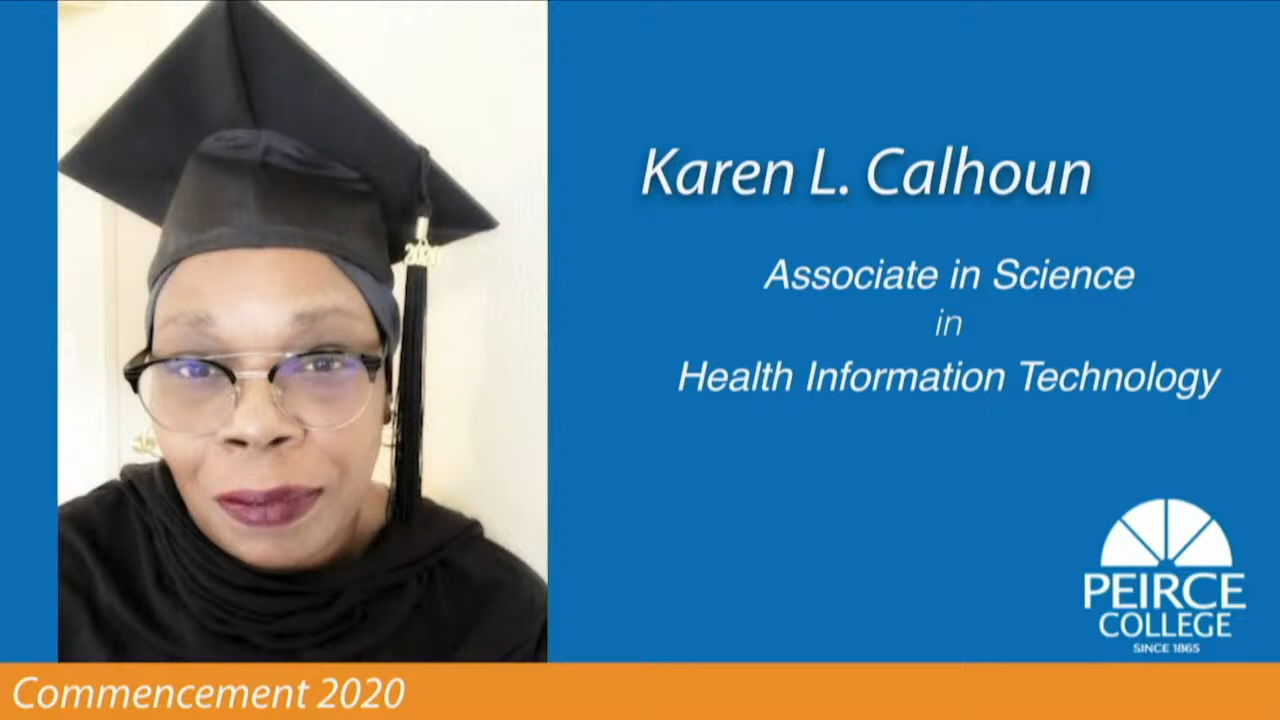 Karen L. Calhoun
Associate in Science
in
Health Information Technology
2020
PEIRCE
COLLEGE
SINCE 1865
Commencement 2020